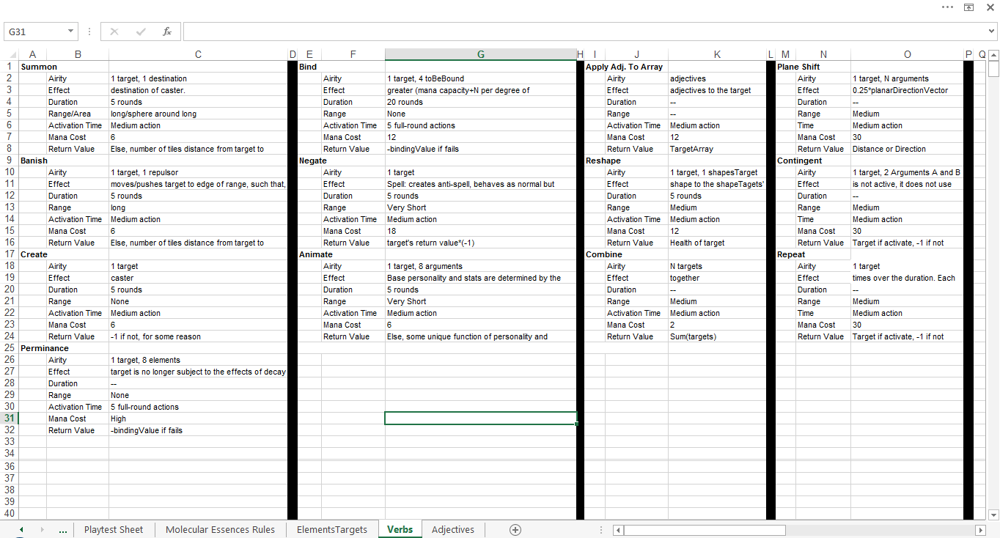 G31
fx
A B C D E F G H I J K L M N O P Q
1 Summon Bind Apply Adj. To Array Plane Shift
2 Airity 1 target, 1 destination Airity 1 target, 4 toBeBound Airity adjectives Airity 1 target, N arguments
3 Effect destination of caster. Effect greater (mana capacity+N per degree of Effect adjectives to the target Effect 0.25*planarDirectionVector
4 Duration 5 rounds Duration 20 rounds Duration -- Duration --
5 Range/Area long/sphere around long Range None Range -- Range Medium
6 Activation Time Medium action Activation Time 5 full-round actions Activation Time Medium action Time Medium action
7 Mana Cost 6 Mana Cost 12 Mana Cost 12 Mana Cost 30
8 Return Value Else, number of tiles distance from target to Return Value -bindingValue if fails Return Value TargetArray Return Value Distance or Direction
9 Banish Negate Reshape Contingent
10 Airity 1 target, 1 repulsor Airity 1 target Airity 1 target, 1 shapesTarget Airity 1 target, 2 Arguments A and B
11 Effect moves/pushes target to edge of range, such that, Effect Spell: creates anti-spell, behaves as normal but Effect shape to the shapeTagets' Effect is not active, it does not use
12 Duration 5 rounds Duration 5 rounds Duration 5 rounds Duration --
13 Range long Range Very Short Range Medium Range Medium
14 Activation Time Medium action Activation Time Medium action Activation Time Medium action Time Medium action
15 Mana Cost 6 Mana Cost 18 Mana Cost 12 Mana Cost 30
16 Return Value Else, number of tiles distance from target to Return Value target's return value*(-1) Return Value Health of target Return Value Target if activate, -1 if not
17 Create Animate Combine Repeat
18 Airity 1 target Airity 1 target, 8 arguments Airity N targets Airity 1 target
19 Effect caster Effect Base personality and stats are determined by the Effect together Effect times over the duration. Each
20 Duration 5 rounds Duration 5 rounds Duration -- Duration --
21 Range None Range Very Short Range Medium Range Medium
22 Activation Time Medium action Activation Time Medium action Activation Time Medium action Time Medium action
23 Mana Cost 6 Mana Cost 6 Mana Cost 2 Mana Cost 30
24 Return Value -1 if not, for some reason Return Value Else, some unique function of personality and Return Value Sum(targets) Return Value Target if activate, -1 if not
25 Perminance
26 Airity 1 target, 8 elements
27 Effect target is no longer subject to the effects of decay
28 Duration --
29 Range None
30 Activation Time 5 full-round actions
31 Mana Cost High
32 Return Value -bindingValue if fails
33
34
36
37
38
39
40
... Playtest Sheet Molecular Essences Rules ElementsTargets Verbs Adjectives